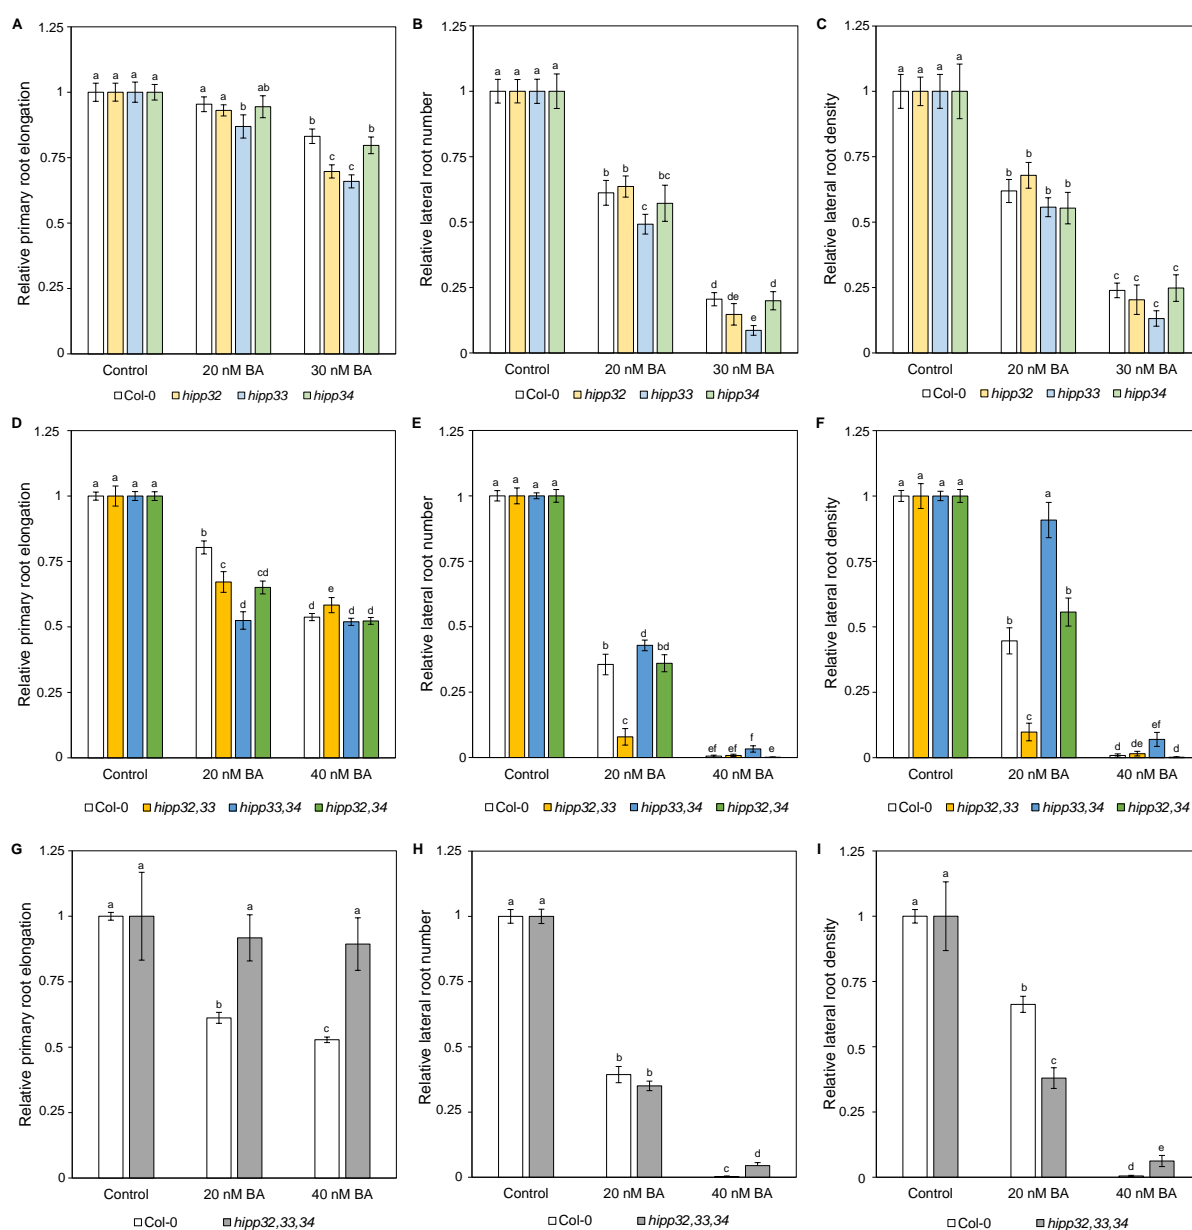 A
Relative primary root elongation
1.25
1
0.75
0.5
0.25
0
a a a a
a a b ab
b c c b
Control 20 nM BA 30 nM BA
Col-0 hipp32 hipp33 hipp34
B
Relative lateral root number
1.25
1
0.75
0.5
0.25
0
a a a a
b b c bc
d de e d
Control 20 nM BA 30 nM BA
Col-0 hipp32 hipp33 hipp34
C
Relative lateral root density
1.25
1
0.75
0.5
0.25
0
a a a a
b b b b
c c c c
Control 20 nM BA 30 nM BA
Col-0 hipp32 hipp33 hipp34
D
Relative primary root elongation
1.25
1
0.75
0.5
0.25
0
a a a a
b c d cd
d e d d
Control 20 nM BA 40 nM BA
Col-0 hipp32,33 hipp33,34 hipp32,34
E
Relative lateral root number
1.25
1
0.75
0.5
0.25
0
a a a a
b c d bd
ef ef f e
Control 20 nM BA 40 nM BA
Col-0 hipp32,33 hipp33,34 hipp32,34
F
Relative lateral root density
1.25
1
0.75
0.5
0.25
0
a a a a
b c a b
d de ef d
Control 20 nM BA 40 nM BA
Col-0 hipp32,33 hipp33,34 hipp32,34
G
Relative primary root elongation
1.25
1
0.75
0.5
0.25
0
a a
b a
c a
Control 20 nM BA 40 nM BA
Col-0 hipp32,33,34
H
Relative lateral root number
1.25
1
0.75
0.5
0.25
0
a a
b b
c d
Control 20 nM BA 40 nM BA
Col-0 hipp32,33,34
I
Relative lateral root density
1.25
1
0.75
0.5
0.25
0
a a
b c
d e
Control 20 nM BA 40 nM BA
Col-0 hipp32,33,34